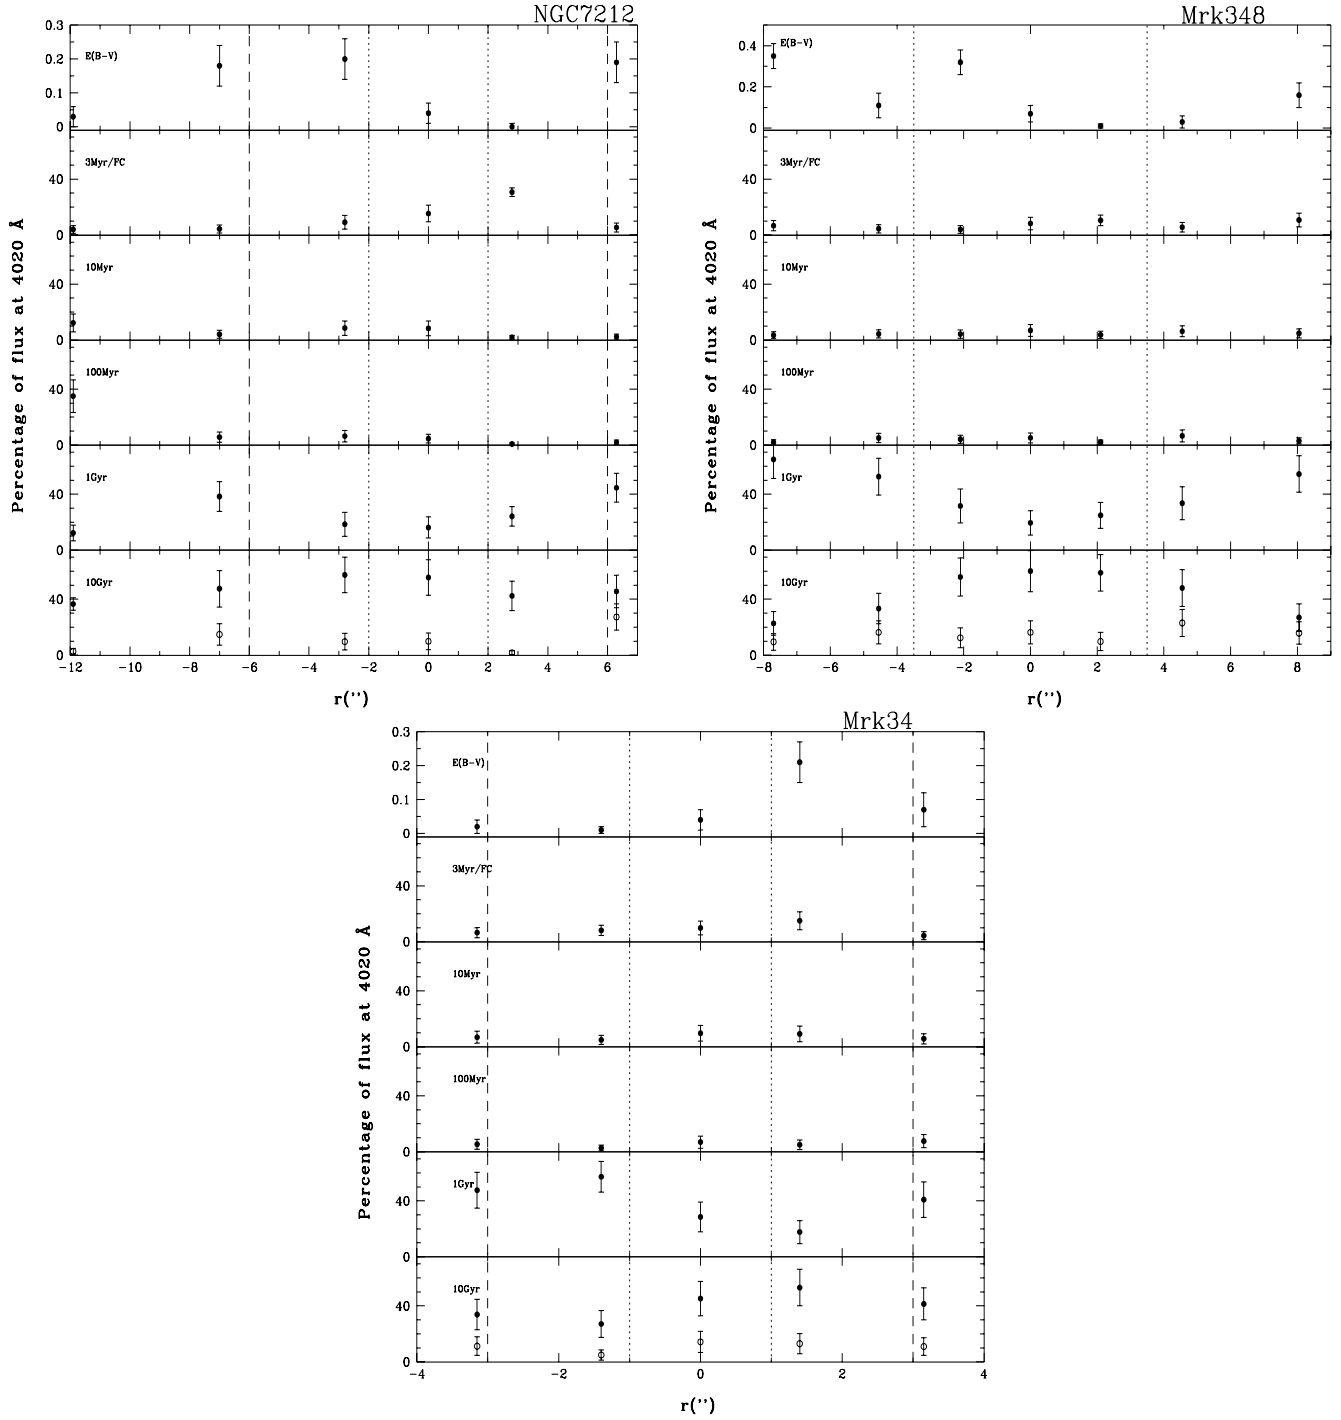 NGC7212
0.3
E(B-V)
0.2
0.1
0
3Myr/FC
40
0
10Myr
40
0
100Myr
40
0
1Gyr
40
0
10Gyr
40
0
-12 -10 -8 -6 -4 -2 0 2 4 6
r('')
Percentage of flux at 4020 Å
Mrk348
0.4
E(B-V)
0.2
0
3Myr/FC
40
0
10Myr
40
0
100Myr
40
0
1Gyr
40
0
10Gyr
40
0
-8 -6 -4 -2 0 2 4 6 8
r('')
Percentage of flux at 4020 Å
Mrk34
0.3
E(B-V)
0.2
0.1
0
3Myr/FC
40
0
10Myr
40
0
100Myr
40
0
1Gyr
40
0
10Gyr
40
0
-4 -2 0 2 4
r('')
Percentage of flux at 4020 Å